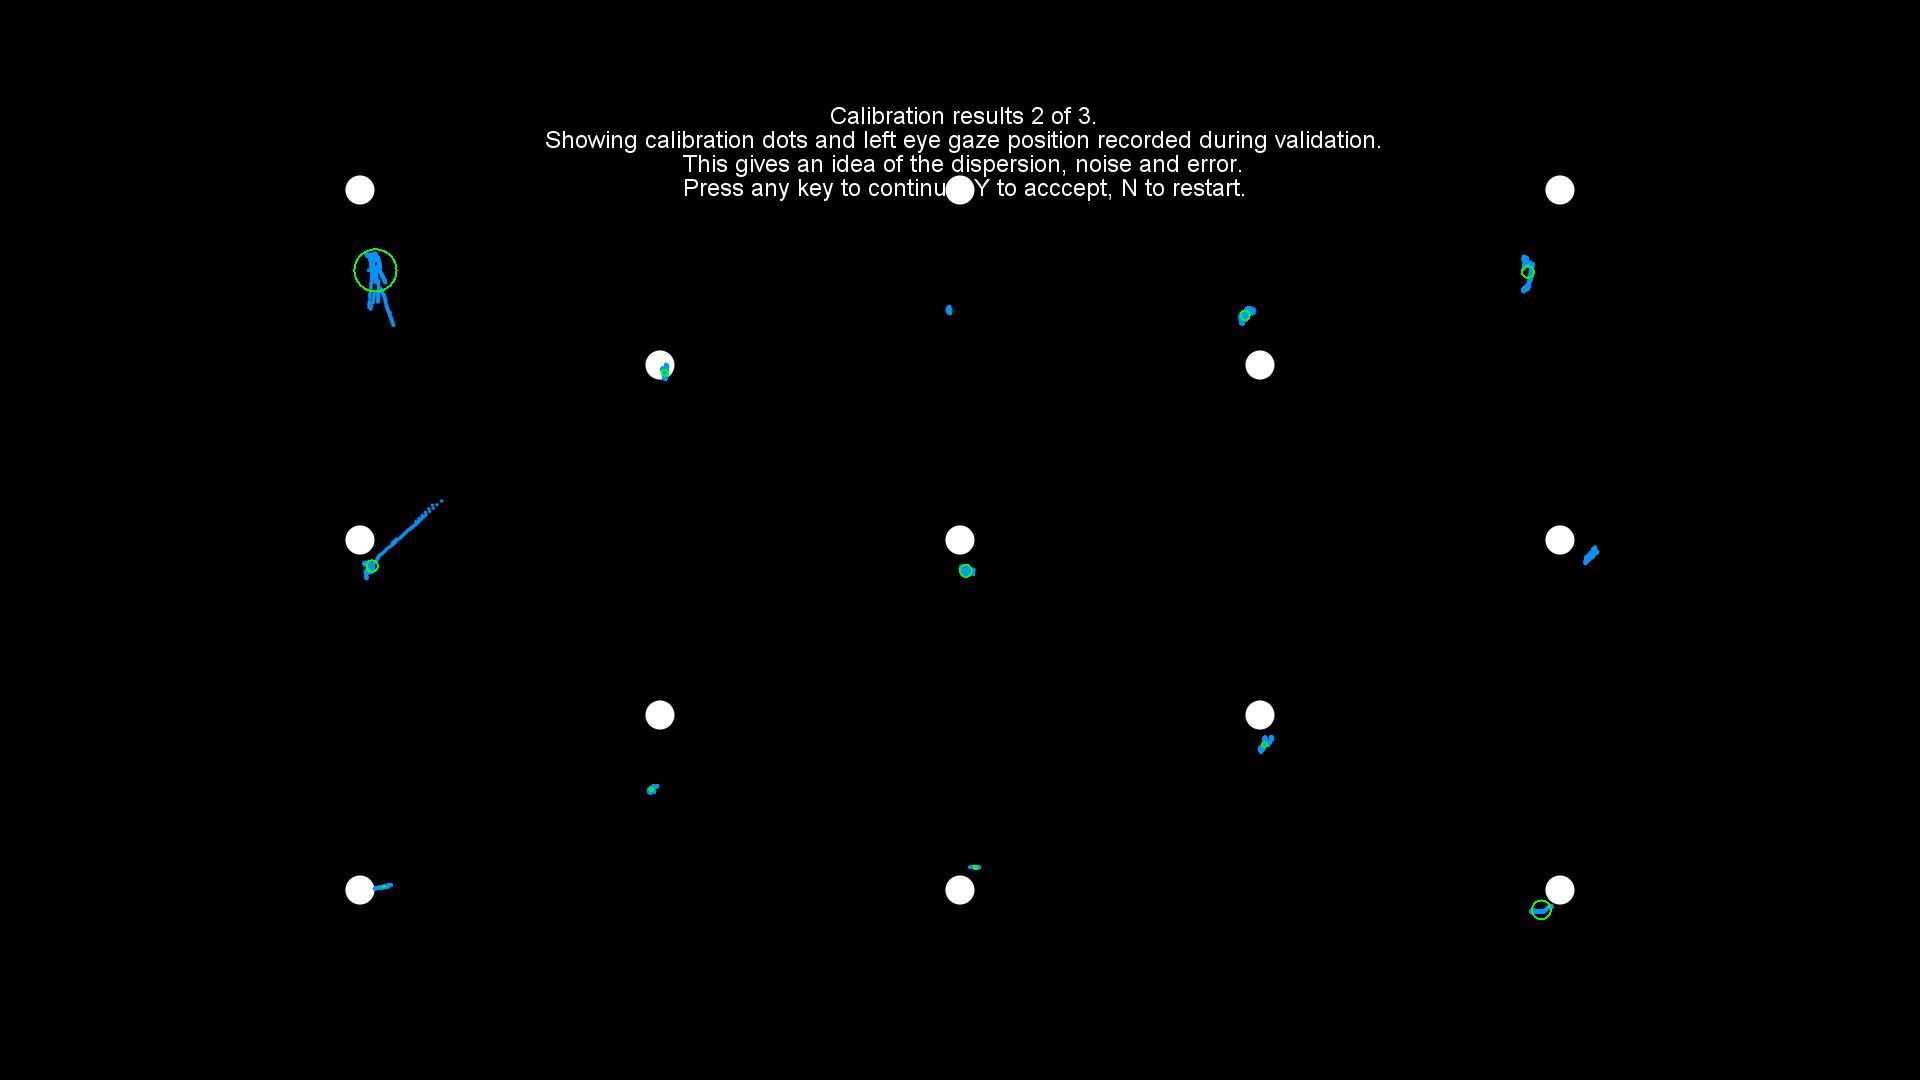 Calibration results 2 of 3.
Showing calibration dots and left eye gaze position recorded during validation.
This gives an idea of the dispersion, noise and error.
Press any key to continu Y to acccept, N to restart.